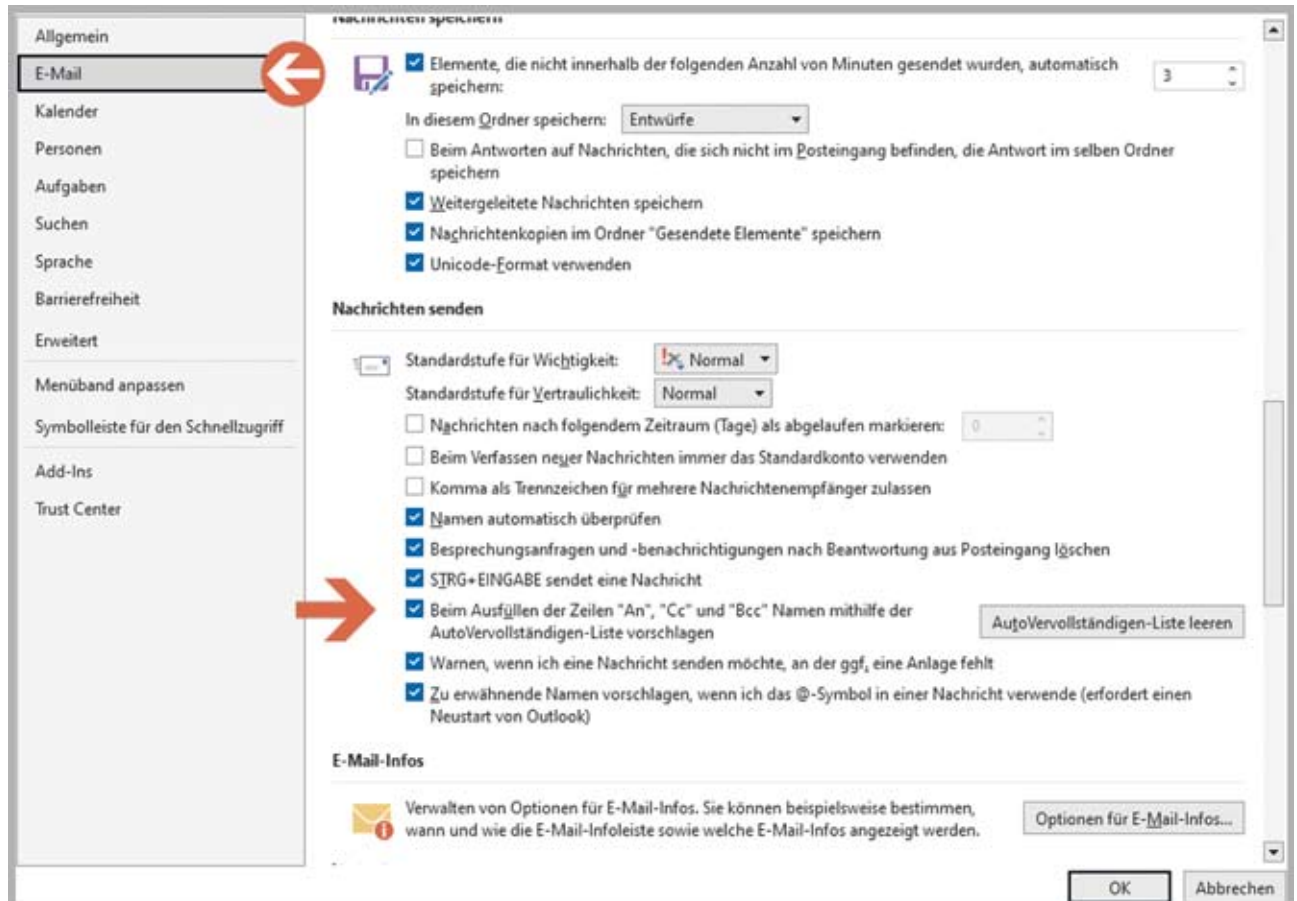 Allgemein
E-Mail
Kalender
Personen
Aufgaben
Suchen
Sprache
Barrierefreiheit
Erweitert
Menüband anpassen
Symbolleiste für den Schnellzugriff
Add-Ins
Trust Center
Nachrichten speichern
Elemente, die nicht innerhalb der folgenden Anzahl von Minuten gesendet wurden, automatisch
speichern:
3
In diesem Ordner speichern: Entwürfe
Beim Antworten auf Nachrichten, die sich nicht im Posteingang befinden, die Antwort im selben Ordner
speichern
Weitergeleitete Nachrichten speichern
Nachrichtenkopien im Ordner "Gesendete Elemente" speichern
Unicode-Format verwenden
Nachrichten senden
Standardstufe für Wichtigkeit: Normal
Standardstufe für Vertraulichkeit: Normal
Nachrichten nach folgendem Zeitraum (Tage) als abgelaufen markieren: 0
Beim Verfassen neuer Nachrichten immer das Standardkonto verwenden
Komma als Trennzeichen für mehrere Nachrichtenempfänger zulassen
Namen automatisch überprüfen
Besprechungsanfragen und -benachrichtigungen nach Beantwortung aus Posteingang löschen
STRG+EINGABE sendet eine Nachricht
Beim Ausfüllen der Zeilen "An", "Cc" und "Bcc" Namen mithilfe der
AutoVervollständigen-Liste vorschlagen
AutoVervollständigen-Liste leeren
Warnen, wenn ich eine Nachricht senden möchte, an der ggf. eine Anlage fehlt
Zu erwähnende Namen vorschlagen, wenn ich das @-Symbol in einer Nachricht verwende (erfordert einen
Neustart von Outlook)
E-Mail-Infos
Verwalten von Optionen für E-Mail-Infos. Sie können beispielsweise bestimmen,
wann und wie die E-Mail-Infoleiste sowie welche E-Mail-Infos angezeigt werden.
Optionen für E-Mail-Infos...
OK
Abbrechen